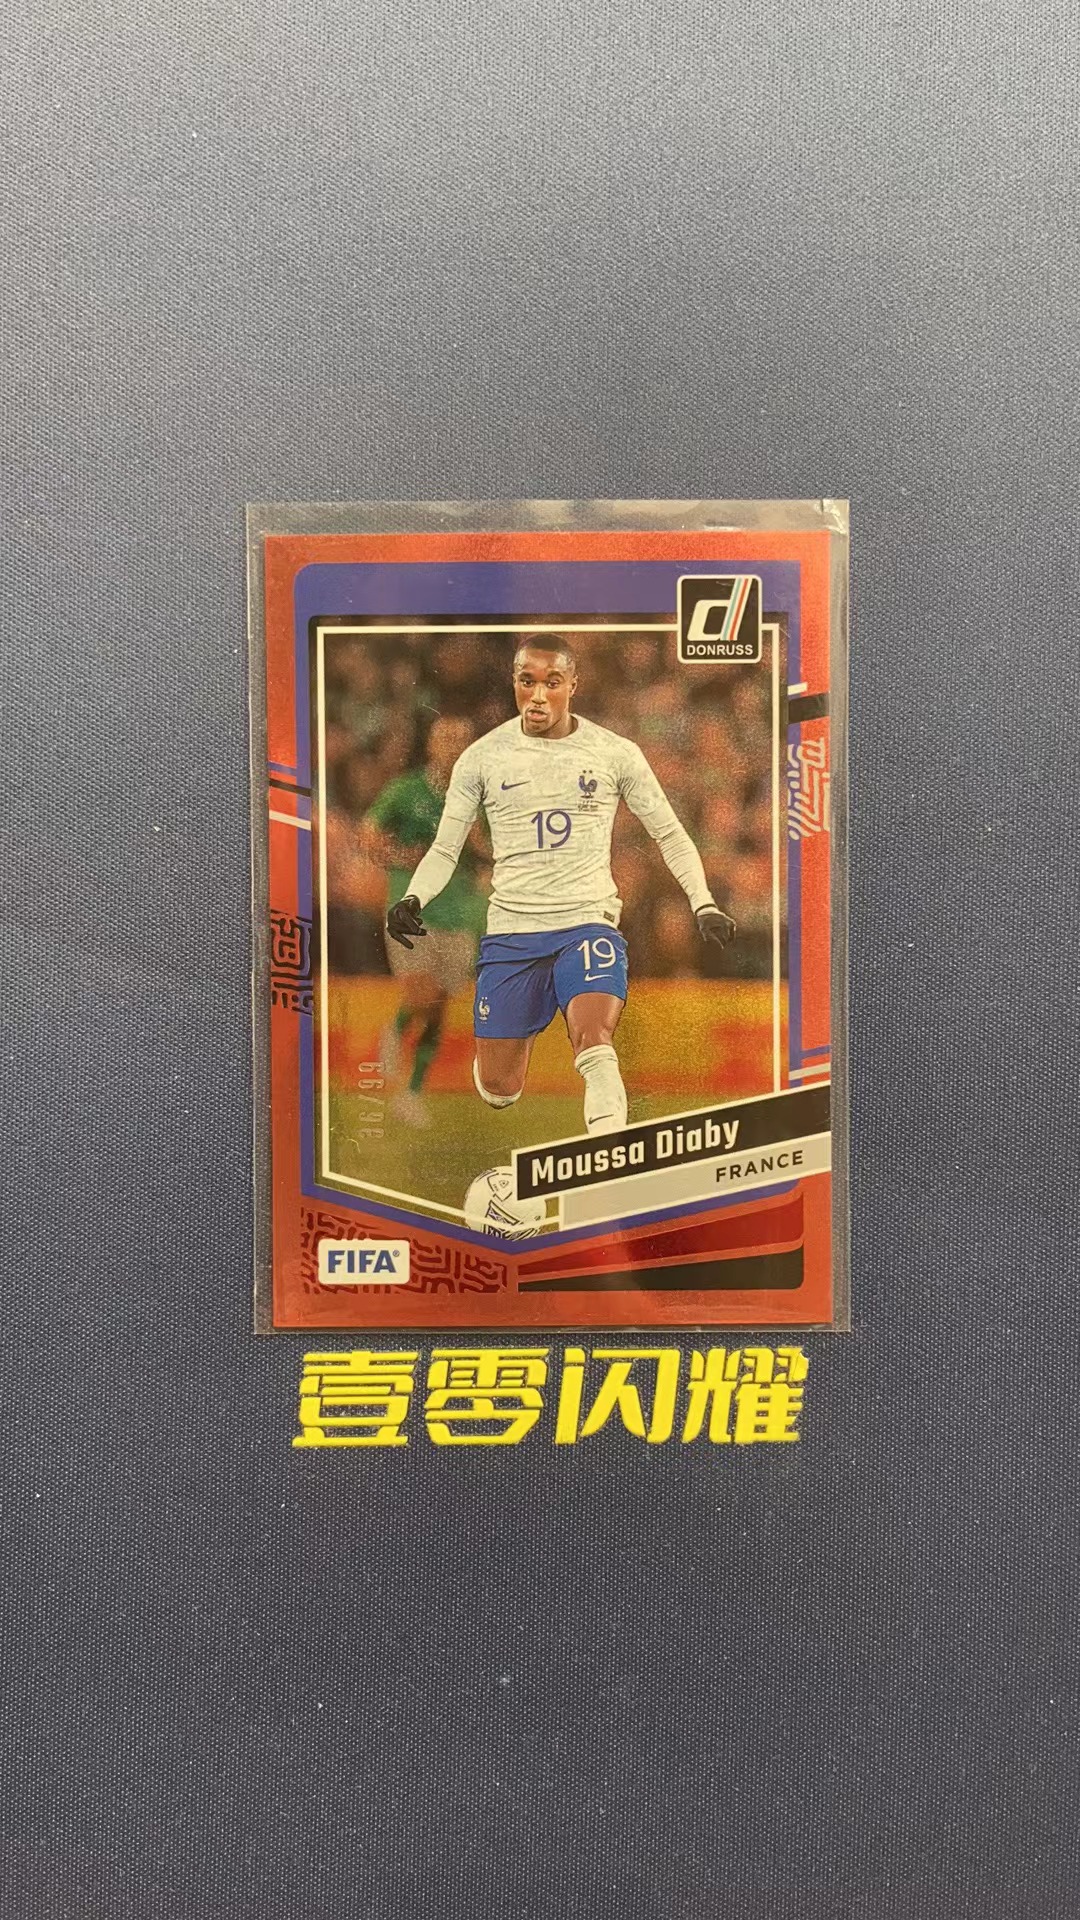 DONRUSS
19
19
Moussa Diaby
FRANCE
FIFA®
壹零闪耀